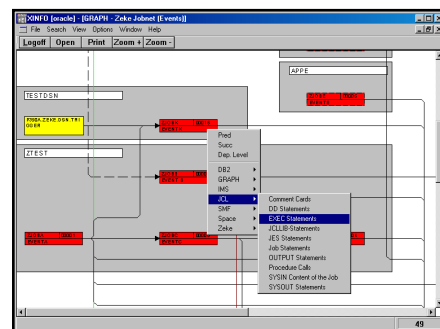 XINFO [oracle] - [GRAPH - Zeke Jobnet (Events)]
File Search View Options Window Help
Logoff Open Print Zoom + Zoom -
APPE
TESTDSN
ZTEST
Pred
Succ
Dep. Level
DB2
GRAPH
IMS
JCL
SMF
Space
Zeke
Comment Cards
DD Statements
EXEC Statements
JCLLIB-Statements
JES Statements
Job Statements
OUTPUT Statements
Procedure Calls
SYSIN Content of the Job
SYSOUT Statements
49